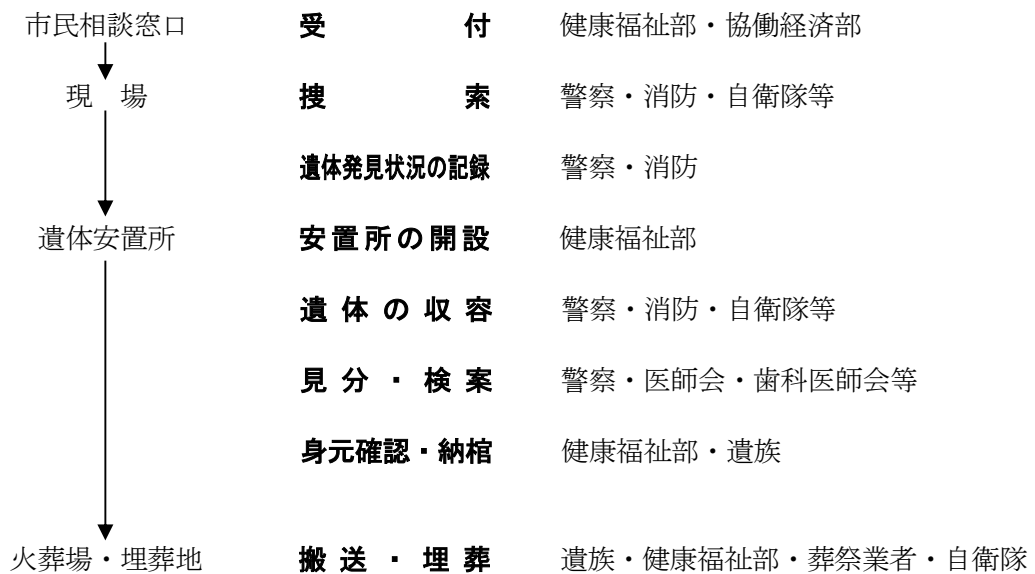 市民相談窓口 受付 健康福祉部・協働経済部
現場 捜索 警察・消防・自衛隊等
遺体発見状況の記録 警察・消防
遺体安置所 安置所の開設 健康福祉部
遺体の収容 警察・消防・自衛隊等
見分・検案 警察・医師会・歯科医師会等
身元確認・納棺 健康福祉部・遺族
火葬場・埋葬地 搬送・埋葬 遺族・健康福祉部・葬祭業者・自衛隊